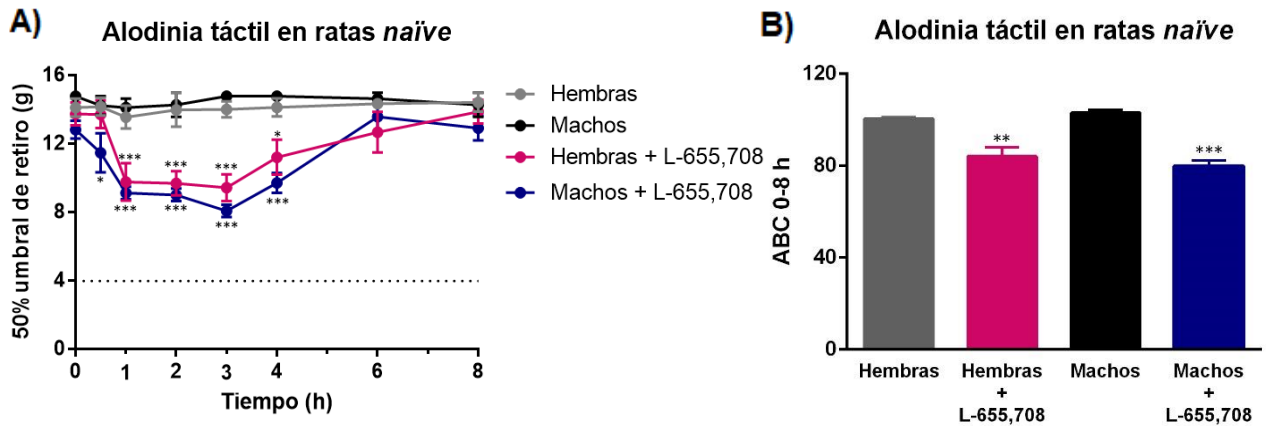 A)
Alodinia táctil en ratas naïve
50% umbral de retiro (g)
16
12
8
4
0
***
***
***
*
*
***
***
***
***
0
1
2
3
4
6
8
Tiempo (h)
Hembras
Machos
Hembras + L-655,708
Machos + L-655,708
B)
Alodinia táctil en ratas naïve
ABC 0-8 h
120
80
40
0
**
***
Hembras
Hembras
+
L-655,708
Machos
Machos
+
L-655,708